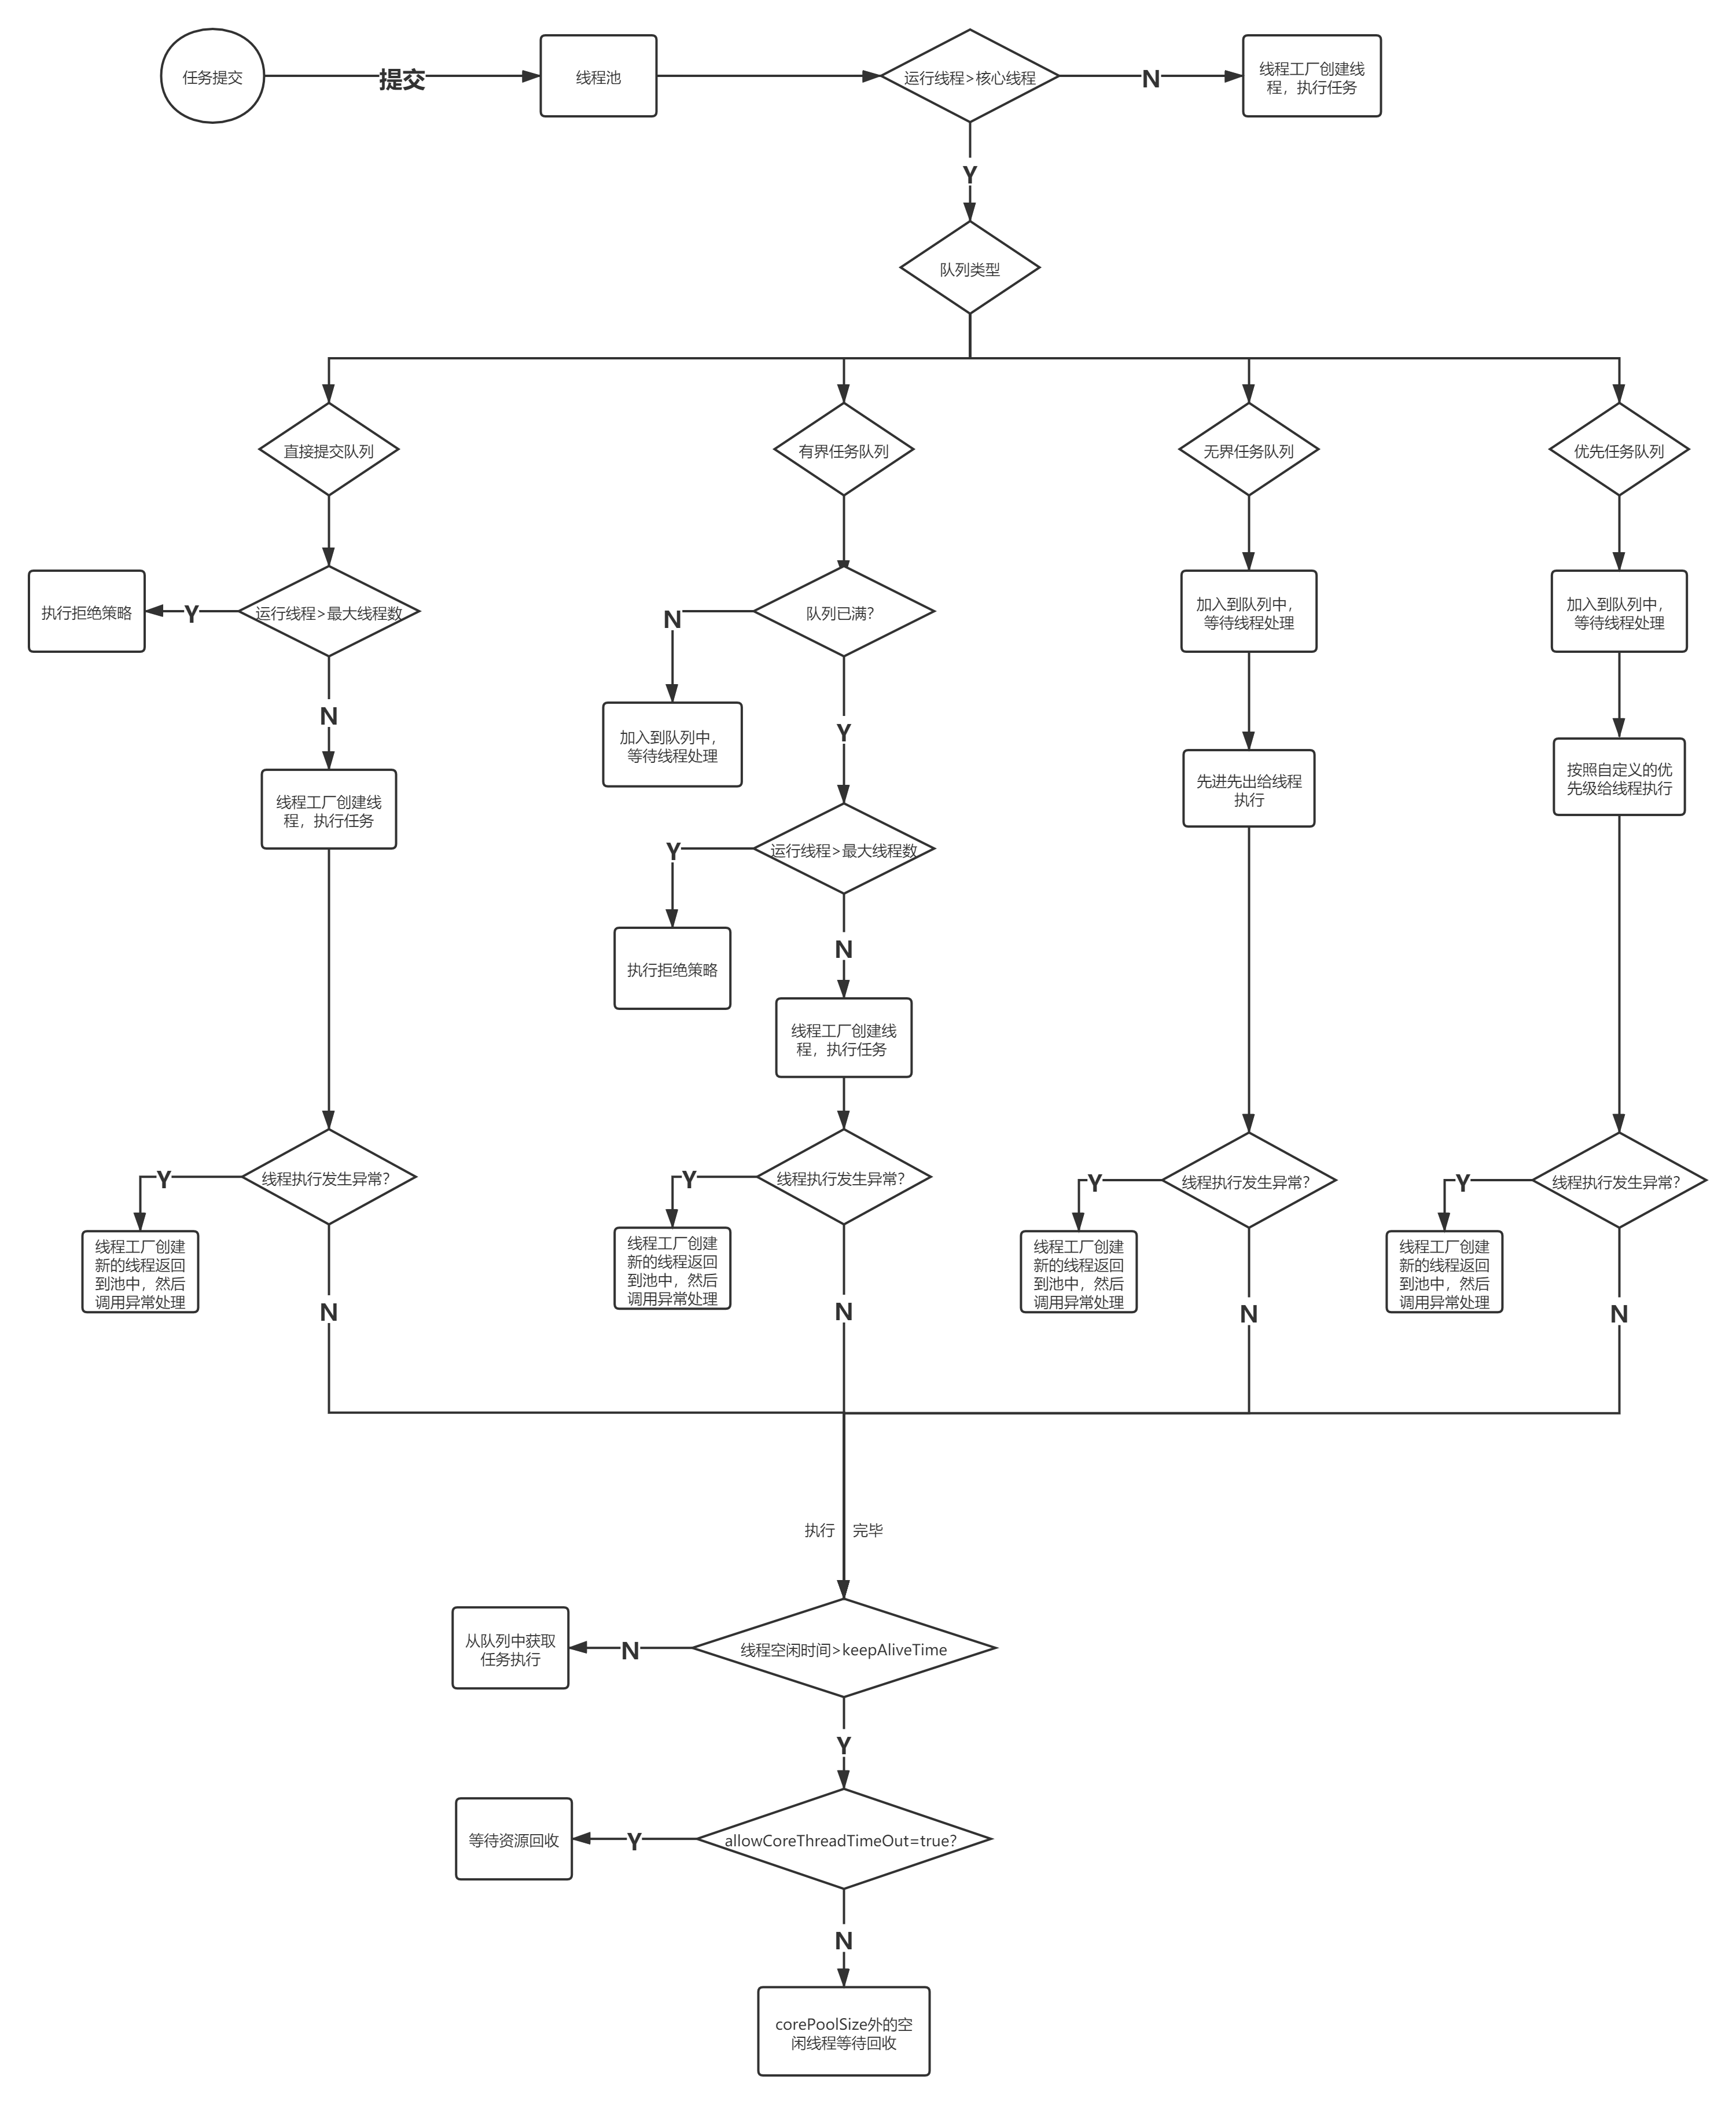 任务提交
提交
线程池
运行线程>核心线程
N
线程工厂创建线
程，执行任务
Y
队列类型
直接提交队列
有界任务队列
无界任务队列
优先任务队列
执行拒绝策略
Y
运行线程>最大线程数
N
线程工厂创建线
程，执行任务
队列已满?
N
加入到队列中，
等待线程处理
Y
运行线程>最大线程数
Y
执行拒绝策略
N
线程工厂创建线
程，执行任务
加入到队列中，
等待线程处理
先进先出给线程
执行
加入到队列中，
等待线程处理
按照自定义的优
先级给线程执行
线程执行发生异常?
Y
线程工厂创建
新的线程返回
到池中，然后
调用异常处理
N
线程执行发生异常?
Y
线程工厂创建
新的线程返回
到池中，然后
调用异常处理
N
线程执行发生异常?
Y
线程工厂创建
新的线程返回
到池中，然后
调用异常处理
N
线程执行发生异常?
Y
线程工厂创建
新的线程返回
到池中，然后
调用异常处理
N
执行 完毕
线程空闲时间>keepAliveTime
N
从队列中获取
任务执行
Y
allowCoreThreadTimeOut=true?
Y
等待资源回收
N
corePoolSize外的空
闲线程等待回收